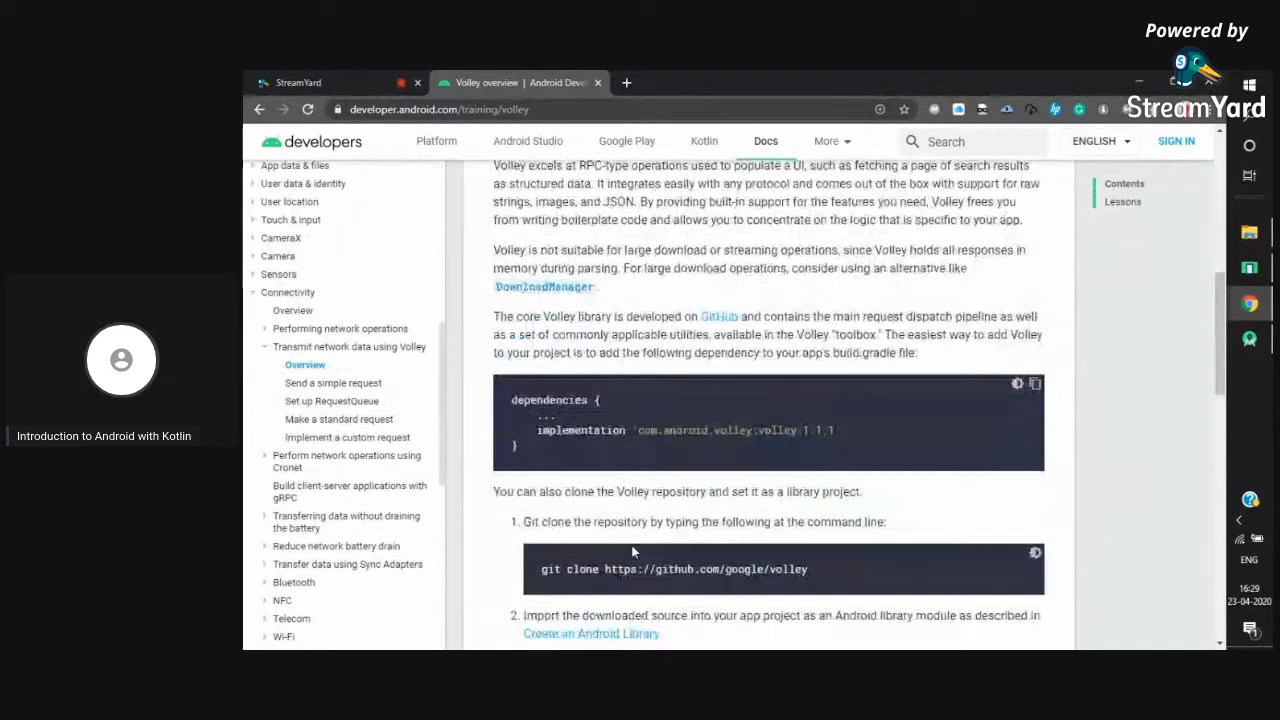 Powered by
StreamYard
StreamYard
Volley overview | Android Deve
developer.android.com/training/volley
developers
Platform
Android Studio
Google Play
Kotlin
Docs
More
Search
ENGLISH
SIGN IN
App data & files
User data & identity
User location
Touch & input
CameraX
Camera
Sensors
Connectivity
Overview
Performing network operations
Transmit network data using Volley
Overview
Send a simple request
Set up RequestQueue
Make a standard request
Implement a custom request
Perform network operations using
Cronet
Build client-server applications with
gRPC
Transferring data without draining
the battery
Reduce network battery drain
Transfer data using Sync Adapters
Bluetooth
NFC
Telecom
Wi-Fi
Volley excels at RPC-type operations used to populate a UI, such as fetching a page of search results
as structured data. It integrates easily with any protocol and comes out of the box with support for raw
strings, images, and JSON. By providing built-in support for the features you need, Volley frees you
from writing boilerplate code and allows you to concentrate on the logic that is specific to your app.
Volley is not suitable for large download or streaming operations, since Volley holds all responses in
memory during parsing. For large download operations, consider using an alternative like
DownloadManager.
The core Volley library is developed on GitHub and contains the main request dispatch pipeline as well
as a set of commonly applicable utilities, available in the Volley "toolbox." The easiest way to add Volley
to your project is to add the following dependency to your app's build.gradle file:
dependencies {
...
implementation 'com.android.volley:volley:1.1.1'
}
You can also clone the Volley repository and set it as a library project.
1. Git clone the repository by typing the following at the command line:
git clone https://github.com/google/volley
2. Import the downloaded source into your app project as an Android library module as described in
Create an Android Library
Contents
Lessons
Introduction to Android with Kotlin
ENG
16:29
23-04-2020
1